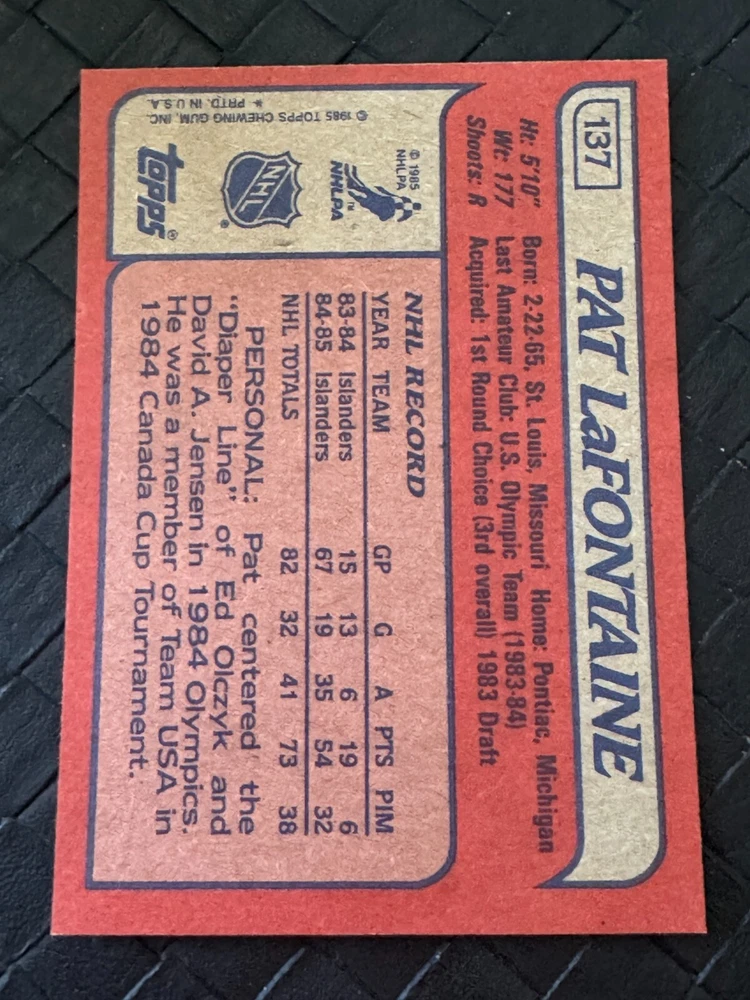 137 PAT LaFONTAINE
Ht: 5'10" Born: 2-22-65, St. Louis, Missouri Home: Pontiac, Michigan
Wt: 177 Last Amateur Club: U.S. Olympic Team (1983-84)
Shoots: R Acquired: 1st Round Choice (3rd overall) 1983 Draft
© 1985
NHLPA
NHLPA™
NHL®
topps®
© 1985 TOPPS CHEWING GUM, INC.
* PRTD. IN U.S.A.
NHL RECORD
YEAR TEAM GP G A PTS PIM
83-84 Islanders 15 13 6 19 6
84-85 Islanders 67 19 35 54 32
NHL TOTALS 82 32 41 73 38
PERSONAL: Pat centered the
"Diaper Line" of Ed Olczyk and
David A. Jensen in 1984 Olympics.
He was a member of Team USA in
1984 Canada Cup Tournament.